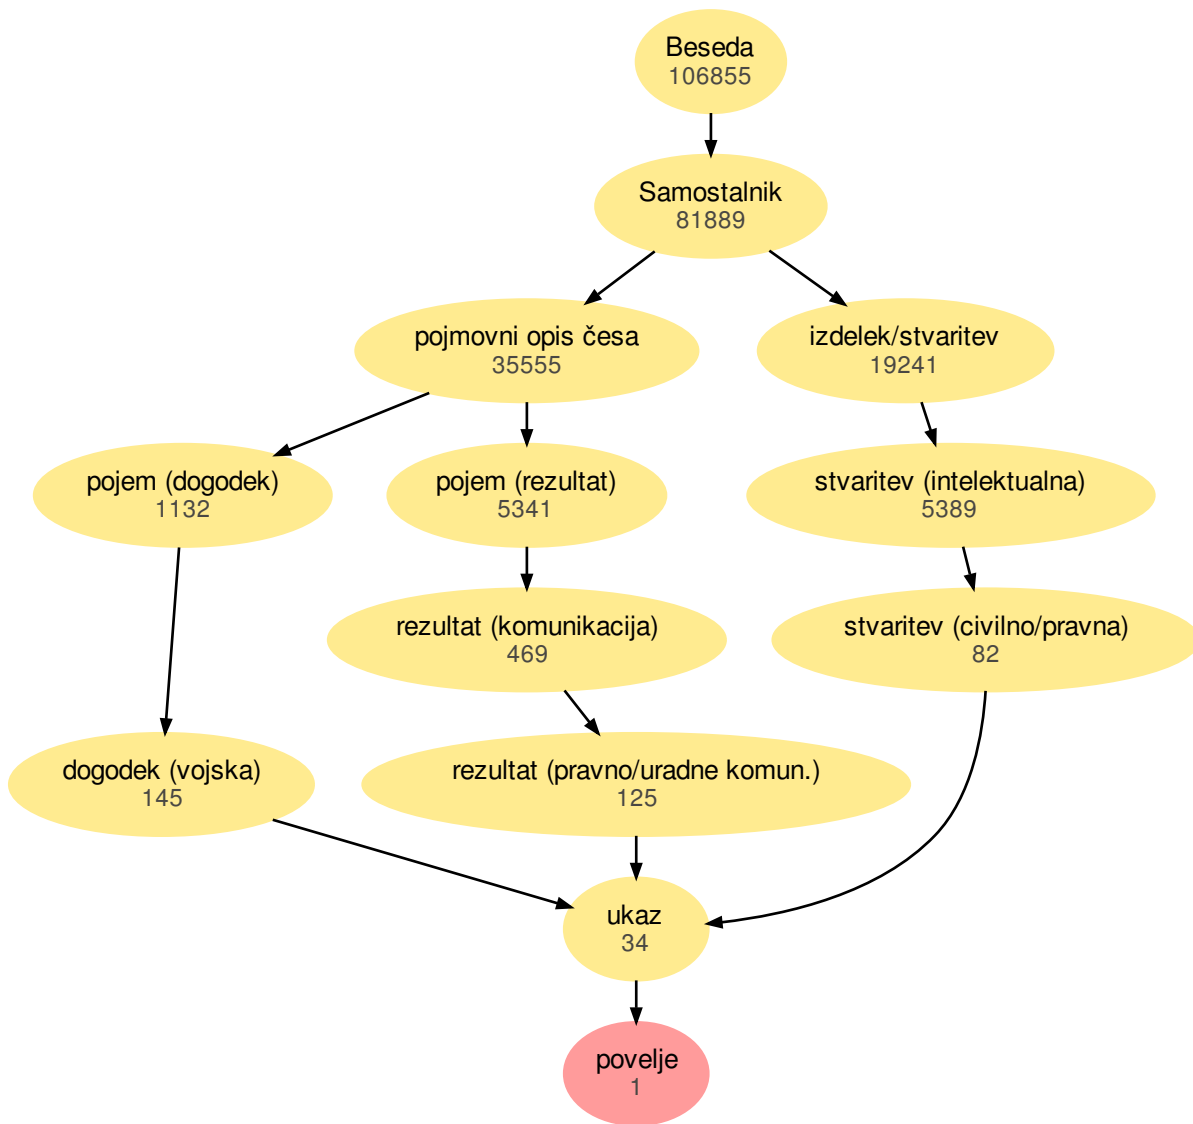 Beseda
106855
Samostalnik
81889
pojmovni opis česa
35555
izdelek/stvaritev
19241
pojem (dogodek)
1132
pojem (rezultat)
5341
stvaritev (intelektualna)
5389
rezultat (komunikacija)
469
stvaritev (civilno/pravna)
82
dogodek (vojska)
145
rezultat (pravno/uradne komun.)
125
ukaz
34
povelje
1